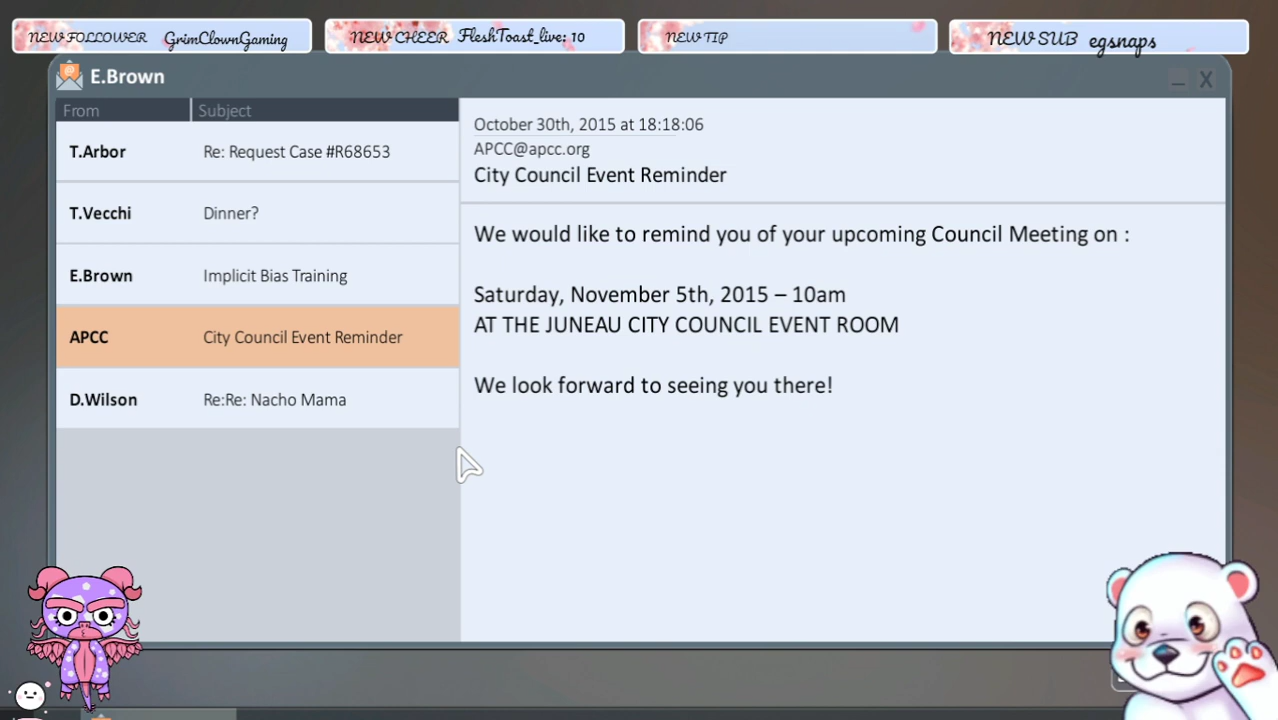 NEW FOLLOWER GrimClownGaming
NEW CHEER FleshToast_live: 10
NEW TIP
NEW SUB egsnaps
E.Brown
From Subject
T.Arbor Re: Request Case #R68653
T.Vecchi Dinner?
E.Brown Implicit Bias Training
APCC City Council Event Reminder
D.Wilson Re:Re: Nacho Mama
October 30th, 2015 at 18:18:06
APCC@apcc.org
City Council Event Reminder
We would like to remind you of your upcoming Council Meeting on :
Saturday, November 5th, 2015 – 10am
AT THE JUNEAU CITY COUNCIL EVENT ROOM
We look forward to seeing you there!